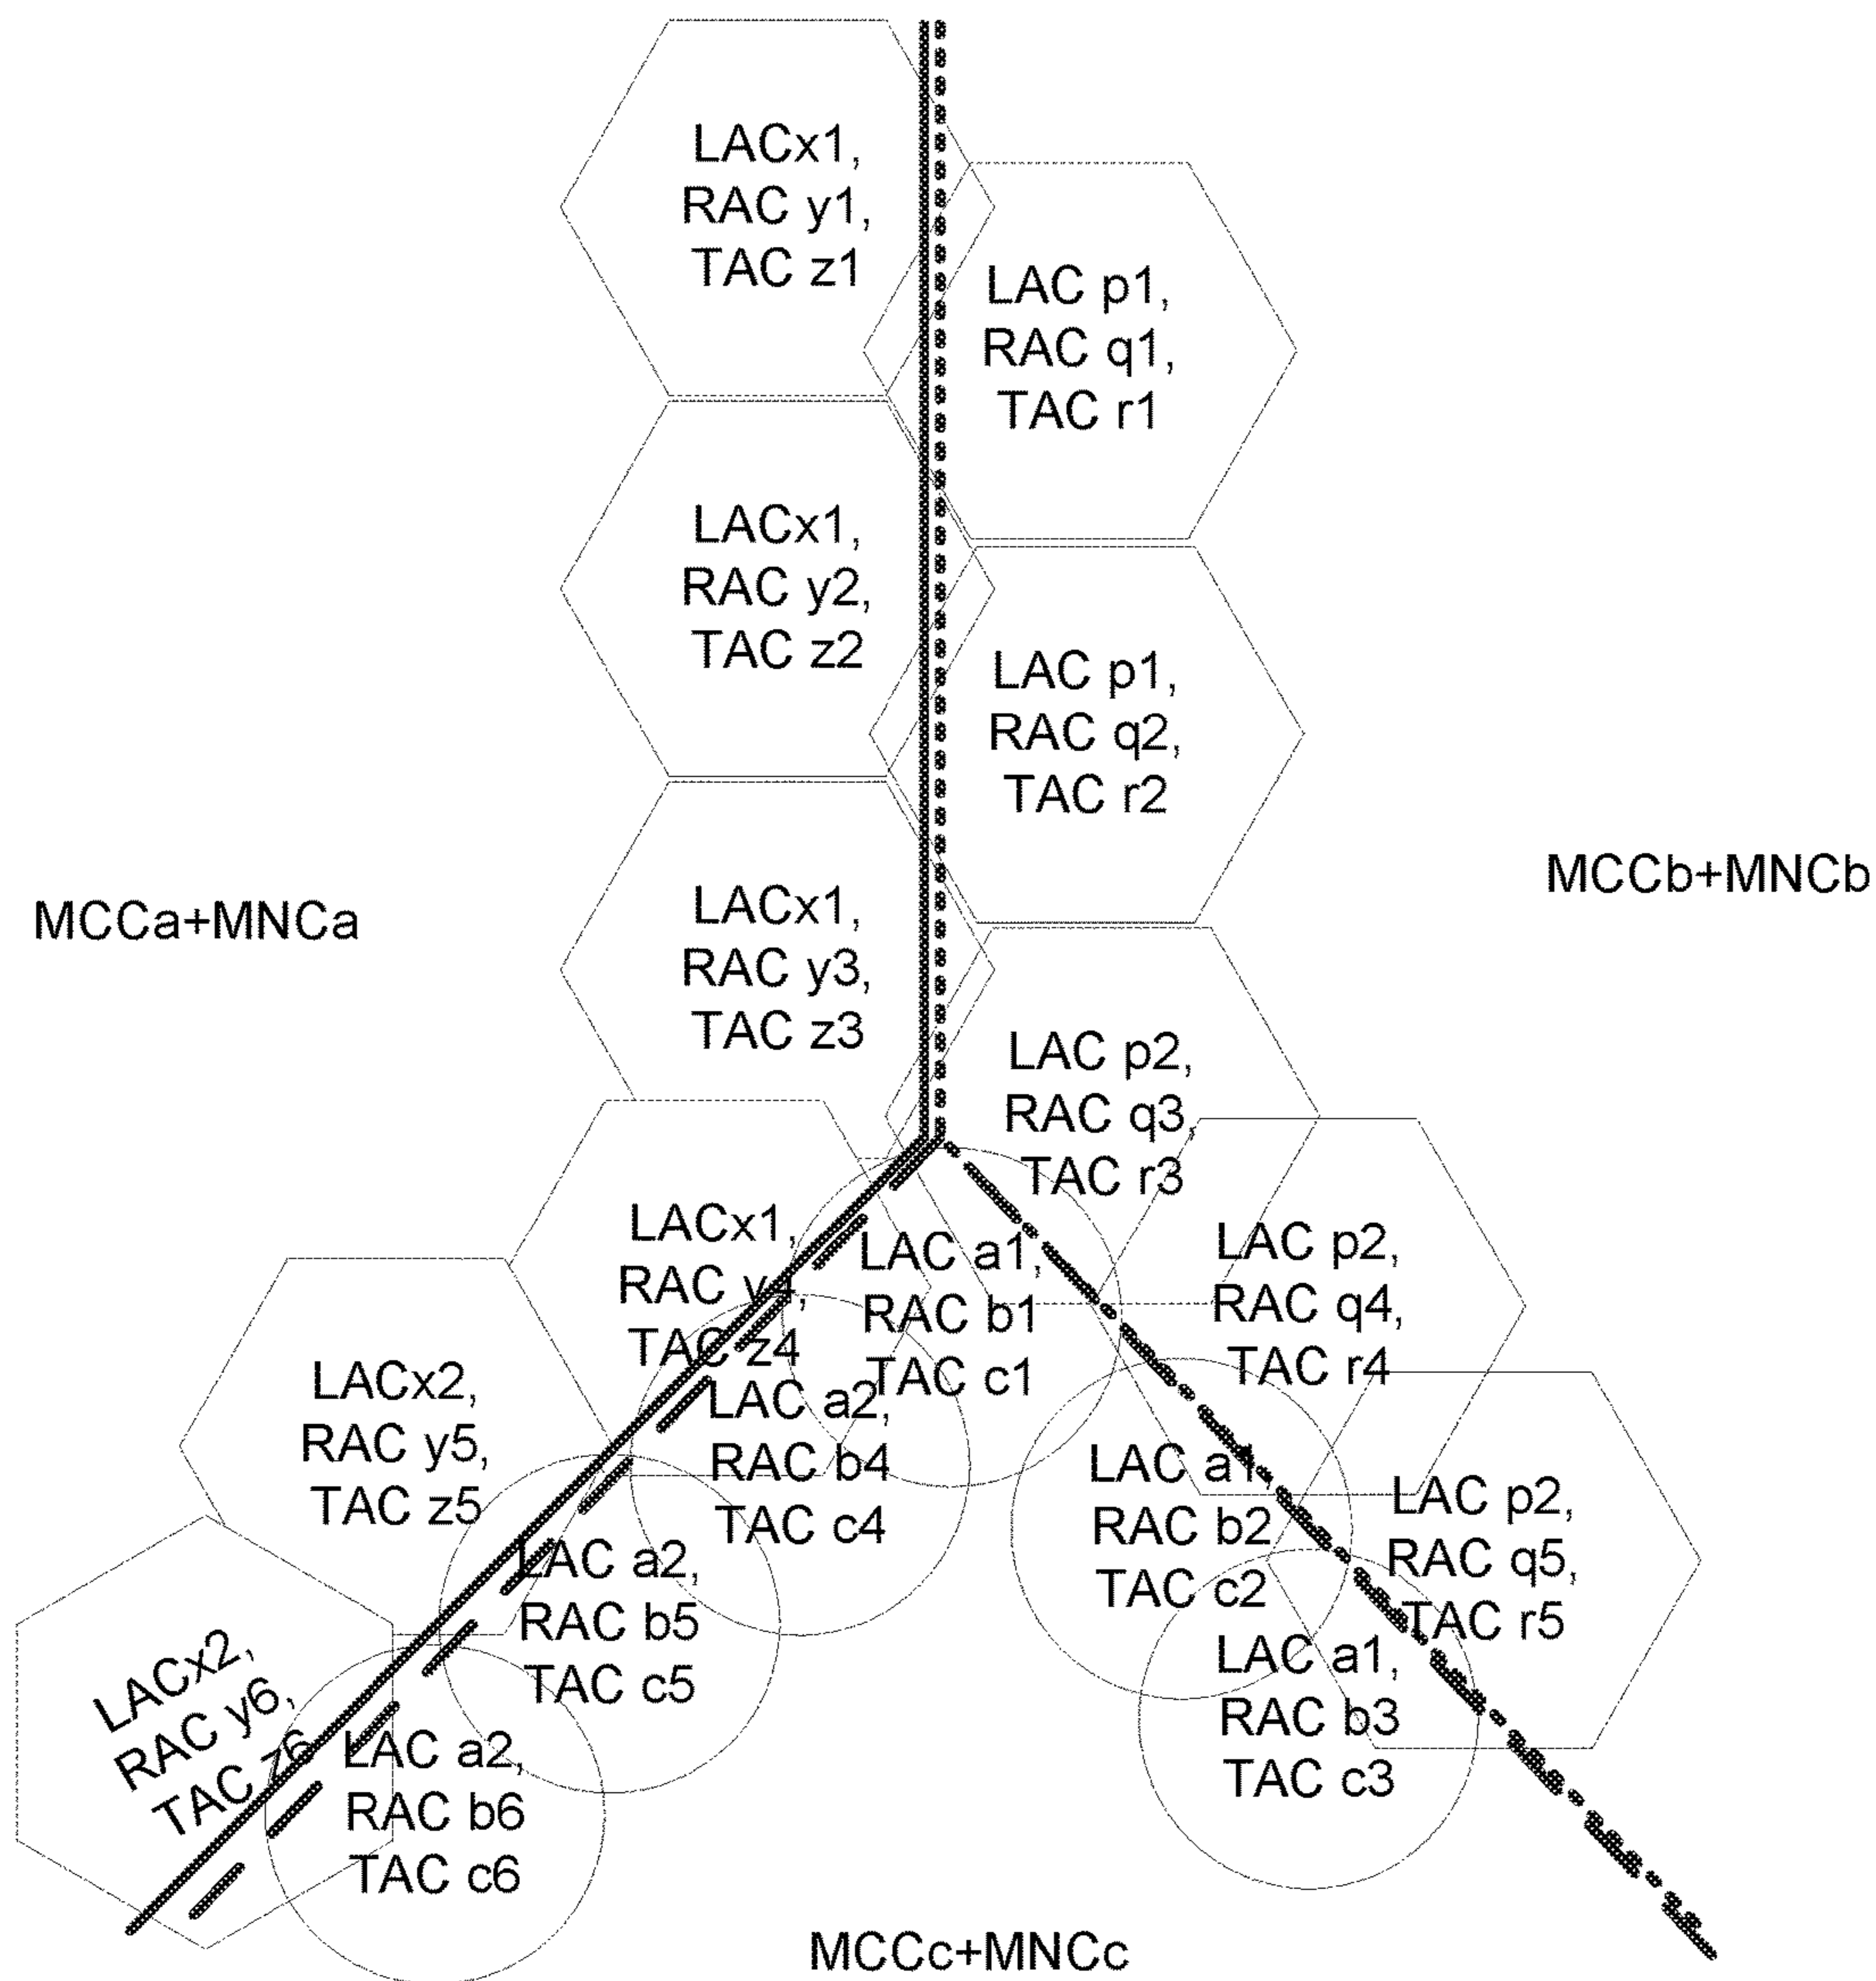 LACx1,
RAC y1,
TAC z1
LAC p1,
RAC q1,
TAC r1
LACx1,
RAC y2,
TAC z2
LAC p1,
RAC q2,
TAC r2
MCCa+MNCa
MCCb+MNCb
LACx1,
RAC y3,
TAC z3
LAC p2,
RAC q3,
TAC r3
LACx1,
RAC y4,
TAC z4
LAC a1,
RAC b1
TAC c1
LAC p2,
RAC q4,
TAC r4
LACx2,
RAC y5,
TAC z5
LAC a2,
RAC b4
TAC c4
LAC a1,
RAC b2
TAC c2
LAC p2,
RAC q5,
TAC r5
LAC a2,
RAC b5
TAC c5
LACx2,
RAC y6,
TAC z6
LAC a2,
RAC b6
TAC c6
LAC a1,
RAC b3
TAC c3
MCCc+MNCc